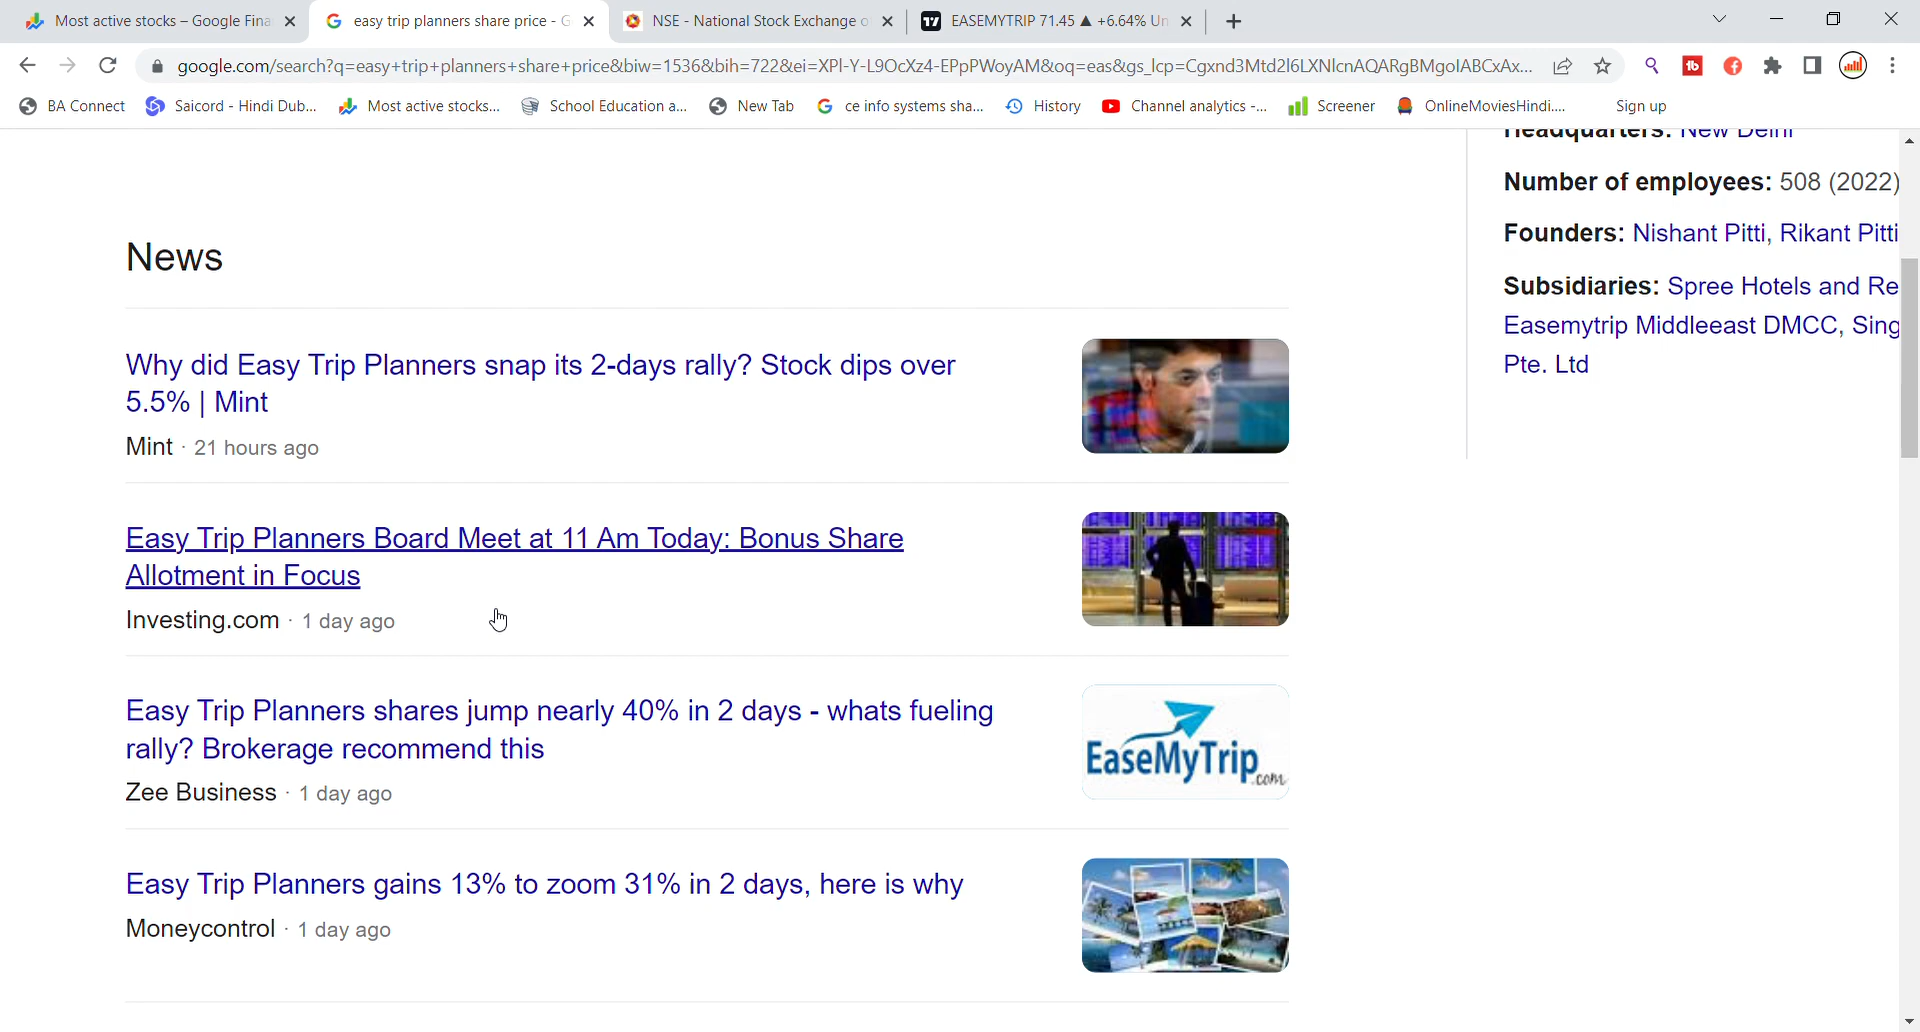 Most active stocks – Google Fina
easy trip planners share price - G
NSE - National Stock Exchange o
EASEMYTRIP 71.45 ▲ +6.64% Un
google.com/search?q=easy+trip+planners+share+price&biw=1536&bih=722&ei=XPI-Y-L9OcXz4-EPpPWoyAM&oq=eas&gs_lcp=Cgxnd3Mtd2l6LXNlcnAQARgBMgoIABCxAx...
BA Connect
Saicord - Hindi Dub...
Most active stocks...
School Education a...
New Tab
ce info systems sha...
History
Channel analytics -...
Screener
OnlineMoviesHindi....
Sign up
Headquarters: New Delhi
Number of employees: 508 (2022)
Founders: Nishant Pitti, Rikant Pitti
Subsidiaries: Spree Hotels and Re
Easemytrip Middleeast DMCC, Sing
Pte. Ltd
News
Why did Easy Trip Planners snap its 2-days rally? Stock dips over
5.5% | Mint
Mint · 21 hours ago
Easy Trip Planners Board Meet at 11 Am Today: Bonus Share
Allotment in Focus
Investing.com · 1 day ago
Easy Trip Planners shares jump nearly 40% in 2 days - whats fueling
rally? Brokerage recommend this
Zee Business · 1 day ago
EaseMyTrip
.com
Easy Trip Planners gains 13% to zoom 31% in 2 days, here is why
Moneycontrol · 1 day ago